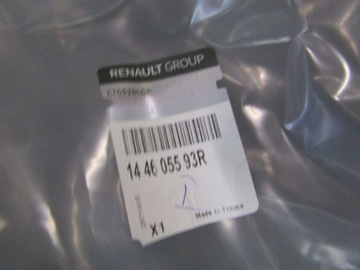 RENAULT GROUP
14 46 055 93R
Made in France
X1